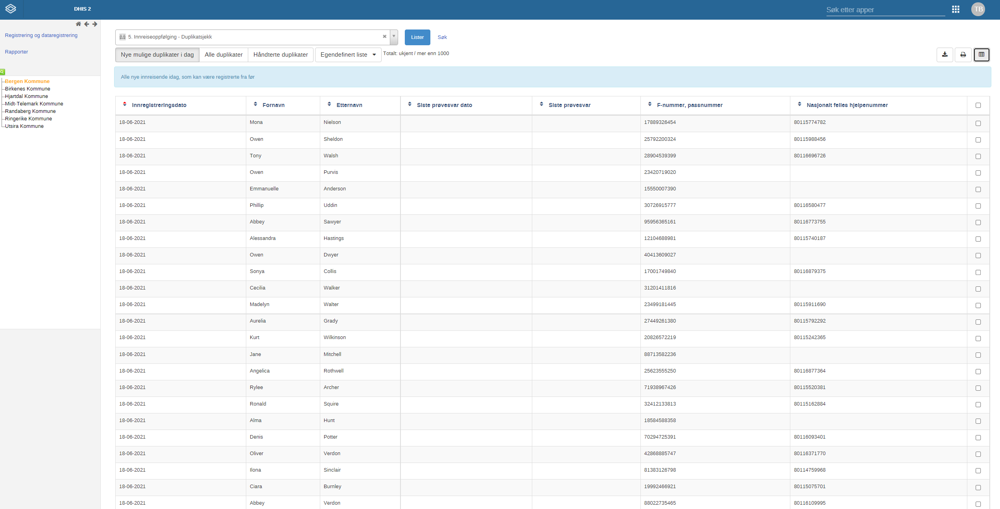 DHIS 2
Søk etter apper
TB
Registrering og dataregistrering
Rapporter
Bergen Kommune
Birkenes Kommune
Hjartdal Kommune
Midt-Telemark Kommune
Randaberg Kommune
Ringerike Kommune
Utsira Kommune
5. Innreiseoppfølging - Duplikatsjekk
Lister
Søk
Nye mulige duplikater i dag Alle duplikater Håndterte duplikater Egendefinert liste Totalt: ukjent / mer enn 1000
Alle nye innreisende idag, som kan være registrerte fra før
Innregistreringsdato Fornavn Etternavn Siste prøvesvar dato Siste prøvesvar F-nummer, passnummer Nasjonalt felles hjelpenummer
18-06-2021 Mona Nielson 17889326454 80115774782
18-06-2021 Owen Sheldon 25792200324 80115988456
18-06-2021 Tony Walsh 28904539399 80116696726
18-06-2021 Owen Purvis 23420719020
18-06-2021 Emmanuelle Anderson 15550007390
18-06-2021 Phillip Uddin 30726915777 80116580477
18-06-2021 Abbey Sawyer 95956365161 80116773755
18-06-2021 Alessandra Hastings 12104688981 80115740187
18-06-2021 Owen Dwyer 40413609027
18-06-2021 Sonya Collis 17001749840 80116879375
18-06-2021 Cecilia Walker 31201411816
18-06-2021 Madelyn Walter 23499181445 80115911690
18-06-2021 Aurelia Grady 27449261380 80115792292
18-06-2021 Kurt Wilkinson 20826572219 80115242365
18-06-2021 Jane Mitchell 88713582236
18-06-2021 Angelica Rothwell 25623555250 80116877364
18-06-2021 Rylee Archer 71938967426 80115520381
18-06-2021 Ronald Squire 32412133813 80115162884
18-06-2021 Alma Hunt 18584588358
18-06-2021 Denis Potter 70294725391 80116093401
18-06-2021 Oliver Verdon 42868885747 80116371770
18-06-2021 Ilona Sinclair 81383126798 80114759968
18-06-2021 Ciara Burnley 19992466921 80115075701
18-06-2021 Abbey Verdon 88022735465 80116109995